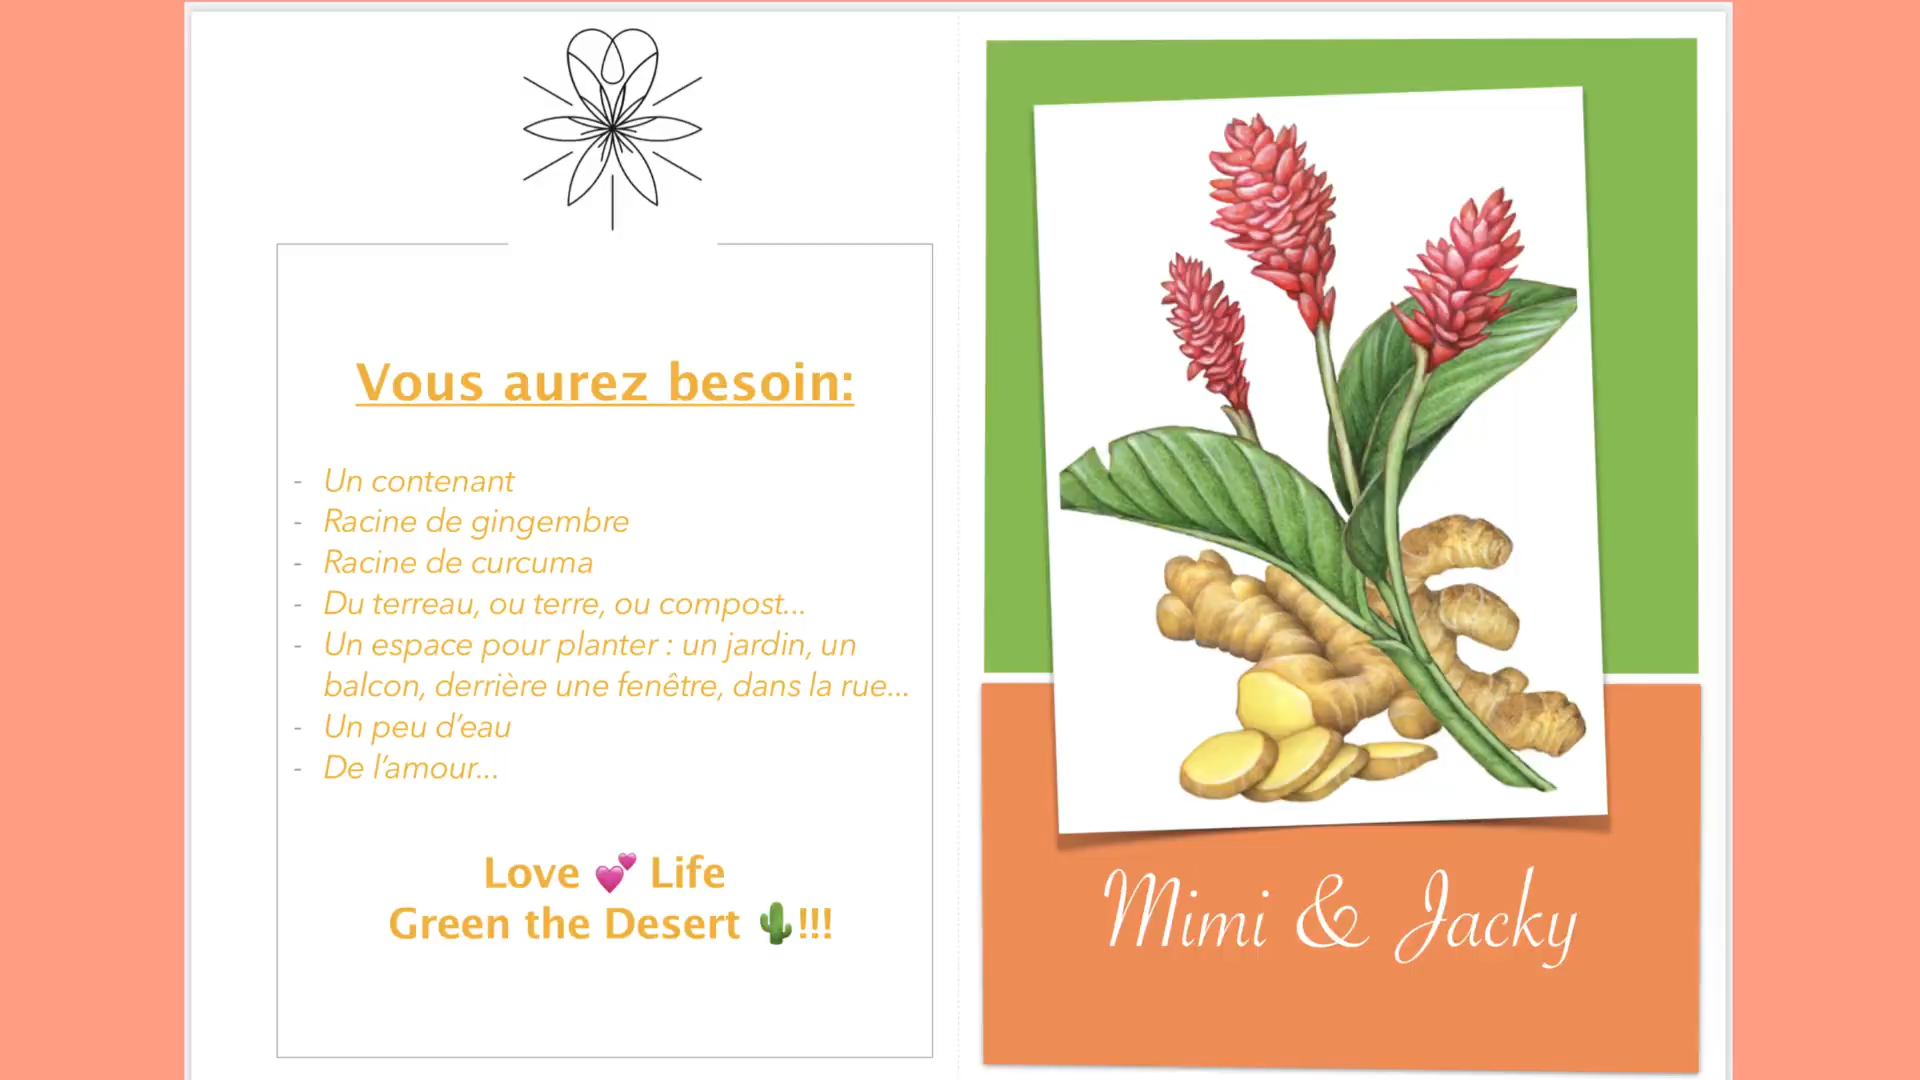 Vous aurez besoin:
- Un contenant
- Racine de gingembre
- Racine de curcuma
- Du terreau, ou terre, ou compost...
- Un espace pour planter : un jardin, un
balcon, derrière une fenêtre, dans la rue...
- Un peu d’eau
- De l’amour...
Love 💕 Life
Green the Desert 🌵!!!
Mimi & Jacky